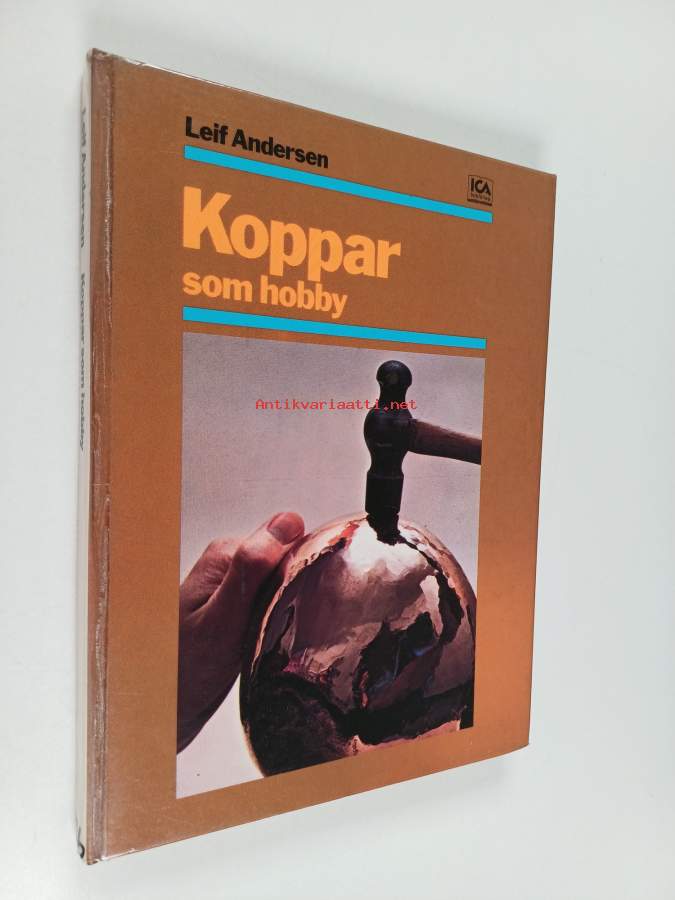 Leif Andersen
ICA
Koppar
som hobby
Antikvariaatti.net
Leif Andersen Koppar som hobby